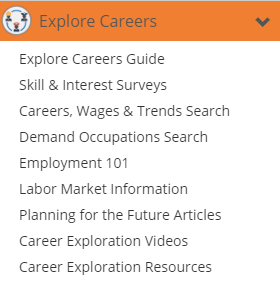 Explore Careers
Explore Careers Guide
Skill & Interest Surveys
Careers, Wages & Trends Search
Demand Occupations Search
Employment 101
Labor Market Information
Planning for the Future Articles
Career Exploration Videos
Career Exploration Resources